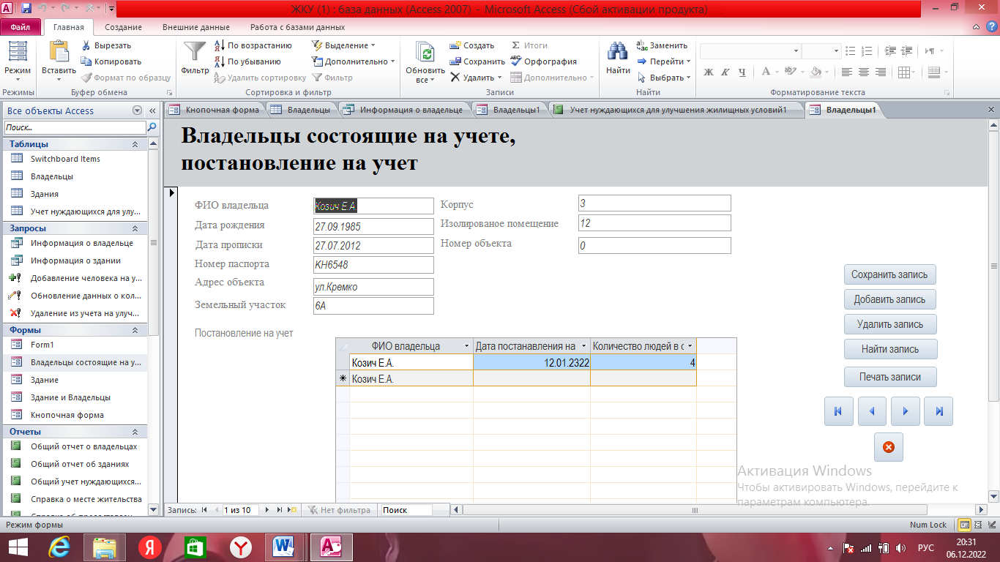 ЖКУ (1) : база данных (Access 2007) - Microsoft Access (Сбой активации продукта)
Файл Главная Создание Внешние данные Работа с базами данных
Режим
Режимы
Вставить
Вырезать
Копировать
Формат по образцу
Буфер обмена
Фильтр
По возрастанию
По убыванию
Удалить сортировку
Выделение
Дополнительно
Фильтр
Сортировка и фильтр
Обновить
все
Создать
Сохранить
Удалить
Итоги
Орфография
Дополнительно
Записи
Найти
Заменить
Перейти
Выбрать
Найти
Ж К Ч А
Форматирование текста
Все объекты Access
Поиск...
Таблицы
Switchboard Items
Владельцы
Здания
Учет нуждающихся для улу...
Запросы
Информация о владельце
Информация о здании
Добавление человека на у...
Обновление данных о кол...
Удаление из учета на улуч...
Формы
Form1
Владельцы состоящие на у...
Здание
Здание и Владельцы
Кнопочная форма
Отчеты
Общий отчет о владельцах
Общий отчет об зданиях
Общий учет нуждающихся...
Справка о месте жительства
Кнопочная форма Владельцы Информация о владельце Владельцы1 Учет нуждающихся для улучшения жилищных условий1 Владельцы1
Владельцы состоящие на учете,
постановление на учет
ФИО владельца Козич Е.А. Корпус 3
Дата рождения 27.09.1985 Изолированое помещение 12
Дата прописки 27.07.2012 Номер объекта 0
Номер паспорта КН6548
Адрес объекта ул.Кремко
Земельный участок 6А
Постановление на учет
ФИО владельца Дата постанавления на Количество людей в с
Козич Е.А. 12.01.2322 4
Козич Е.А.
Сохранить запись
Добавить запись
Удалить запись
Найти запись
Печать записи
Активация Windows
Чтобы активировать Windows, перейдите к
параметрам компьютера.
Запись: 1 из 10 Нет фильтра Поиск
Режим формы Num Lock
РУС 20:31
06.12.2022